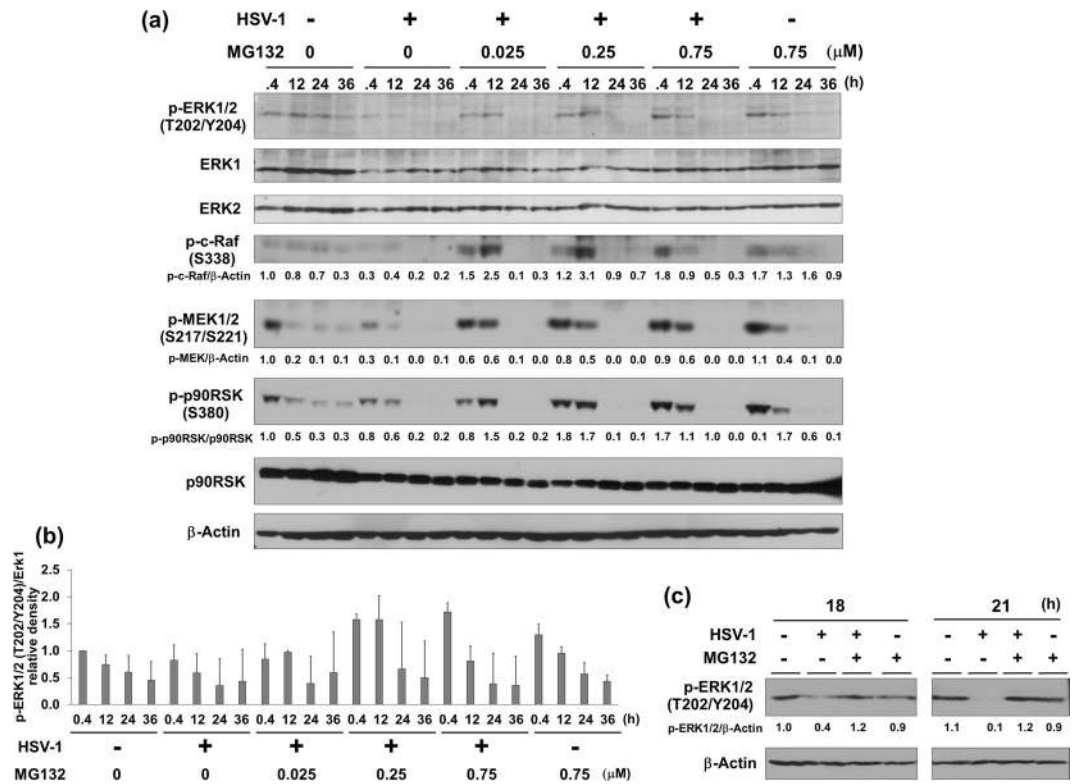 (a)
HSV-1 - + + + + -
MG132 0 0 0.025 0.25 0.75 0.75 (μM)
.4 12 24 36 .4 12 24 36 .4 12 24 36 .4 12 24 36 .4 12 24 36 .4 12 24 36 (h)
p-ERK1/2
(T202/Y204)
ERK1
ERK2
p-c-Raf
(S338)
p-c-Raf/β-Actin 1.0 0.8 0.7 0.3 0.3 0.4 0.2 0.2 1.5 2.5 0.1 0.3 1.2 3.1 0.9 0.7 1.8 0.9 0.5 0.3 1.7 1.3 1.6 0.9
p-MEK1/2
(S217/S221)
p-MEK/β-Actin 1.0 0.2 0.1 0.1 0.3 0.1 0.0 0.1 0.6 0.6 0.1 0.0 0.8 0.5 0.0 0.0 0.9 0.6 0.0 0.0 1.1 0.4 0.1 0.0
p-p90RSK
(S380)
p-p90RSK/p90RSK 1.0 0.5 0.3 0.3 0.8 0.6 0.2 0.2 0.8 1.5 0.2 0.2 1.8 1.7 0.1 0.1 1.7 1.1 1.0 0.0 0.1 1.7 0.6 0.1
p90RSK
β-Actin
(b)
p-ERK1/2 (T202/Y204)/Erk1
relative density
2.5
2.0
1.5
1.0
0.5
0.0
0.4 12 24 36 0.4 12 24 36 0.4 12 24 36 0.4 12 24 36 0.4 12 24 36 0.4 12 24 36 (h)
HSV-1 - + + + + -
MG132 0 0 0.025 0.25 0.75 0.75 (μM)
(c)
18 21 (h)
HSV-1 - + + - - + + -
MG132 - - + + - - + +
p-ERK1/2
(T202/Y204)
p-ERK1/2/β-Actin 1.0 0.4 1.2 0.9 1.1 0.1 1.2 0.9
β-Actin